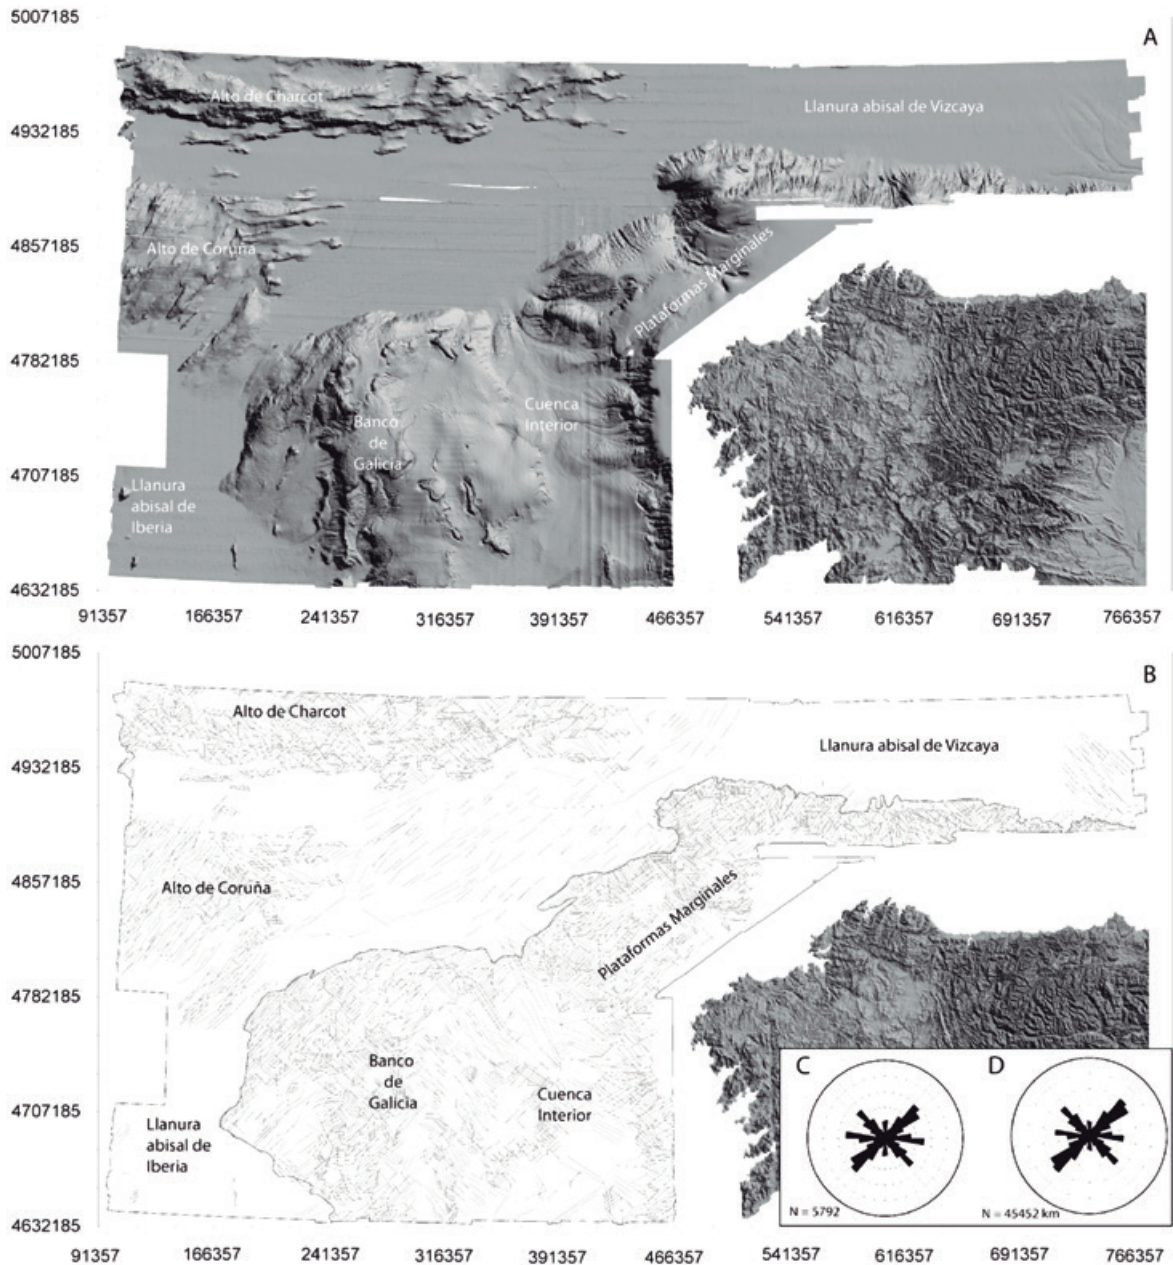 5007185
A
Alto de Charcot
Llanura abisal de Vizcaya
4932185
4857185
Alto de Coruña
Plataformas Marginales
4782185
Cuenca
Interior
Banco
de
Galicia
4707185
Llanura
abisal de
Iberia
4632185
91357 166357 241357 316357 391357 466357 541357 616357 691357 766357
5007185
B
Alto de Charcot
Llanura abisal de Vizcaya
4932185
4857185
Alto de Coruña
Plataformas Marginales
4782185
Banco
de
Galicia
Cuenca
Interior
4707185
Llanura
abisal de
Iberia
C
D
N = 5792
N = 45452 km
4632185
91357 166357 241357 316357 391357 466357 541357 616357 691357 766357